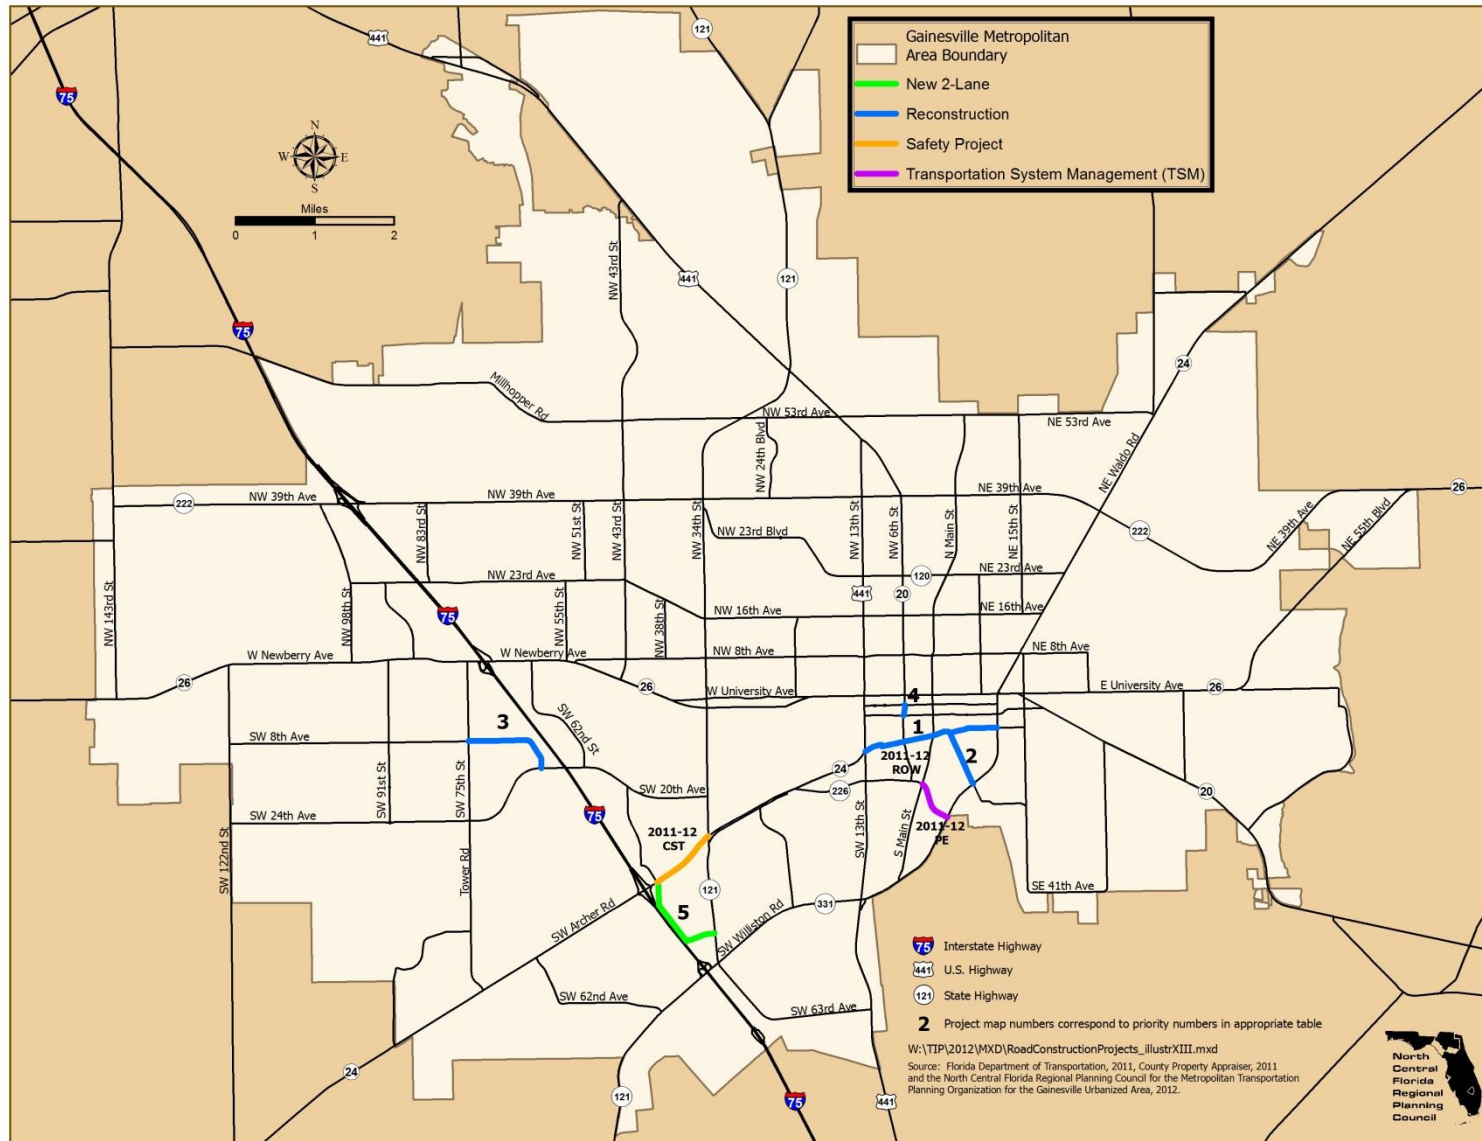 441
121
Gainesville Metropolitan
Area Boundary
New 2-Lane
Reconstruction
Safety Project
Transportation System Management (TSM)
75
N
W E
S
Miles
0 1 2
NW 43rd St
441
121
75
24
Millhopper Rd
NW 53rd Ave
NE 53rd Ave
NW 24th Blvd
NE Waldo Rd
222
NW 39th Ave
NW 39th Ave
NE 39th Ave
26
NW 83rd St
NW 51st St
NW 43rd St
NW 34th St
NW 23rd Blvd
NW 13th St
NW 6th St
N Main St
NE 15th St
222
NE 39th Ave
NE 55th Blvd
NW 23rd Ave
120
NE 23rd Ave
441
20
NW 143rd St
NW 98th St
75
NW 55th St
NW 38th St
NW 16th Ave
NE 16th Ave
W Newberry Ave
W Newberry Ave
NW 8th Ave
NE 8th Ave
26
26
W University Ave
E University Ave
26
4
3
SW 62nd St
1
SW 8th Ave
2011-12
ROW
2
24
226
SW 91st St
SW 75th St
SW 20th Ave
20
SW 24th Ave
75
2011-12
CST
SW 122nd St
Tower Rd
SW 13th St
S Main St
2011-12
PE
121
SE 41th Ave
5
331
SW Archer Rd
SW Williston Rd
SW 62nd Ave
SW 63rd Ave
24
121
75
441
75 Interstate Highway
441 U.S. Highway
121 State Highway
2 Project map numbers correspond to priority numbers in appropriate table
W:\TIP\2012\MXD\RoadConstructionProjects_illustrXIII.mxd
Source: Florida Department of Transportation, 2011, County Property Appraiser, 2011
and the North Central Florida Regional Planning Council for the Metropolitan Transportation
Planning Organization for the Gainesville Urbanized Area, 2012.
North
Central
Florida
Regional
Planning
Council